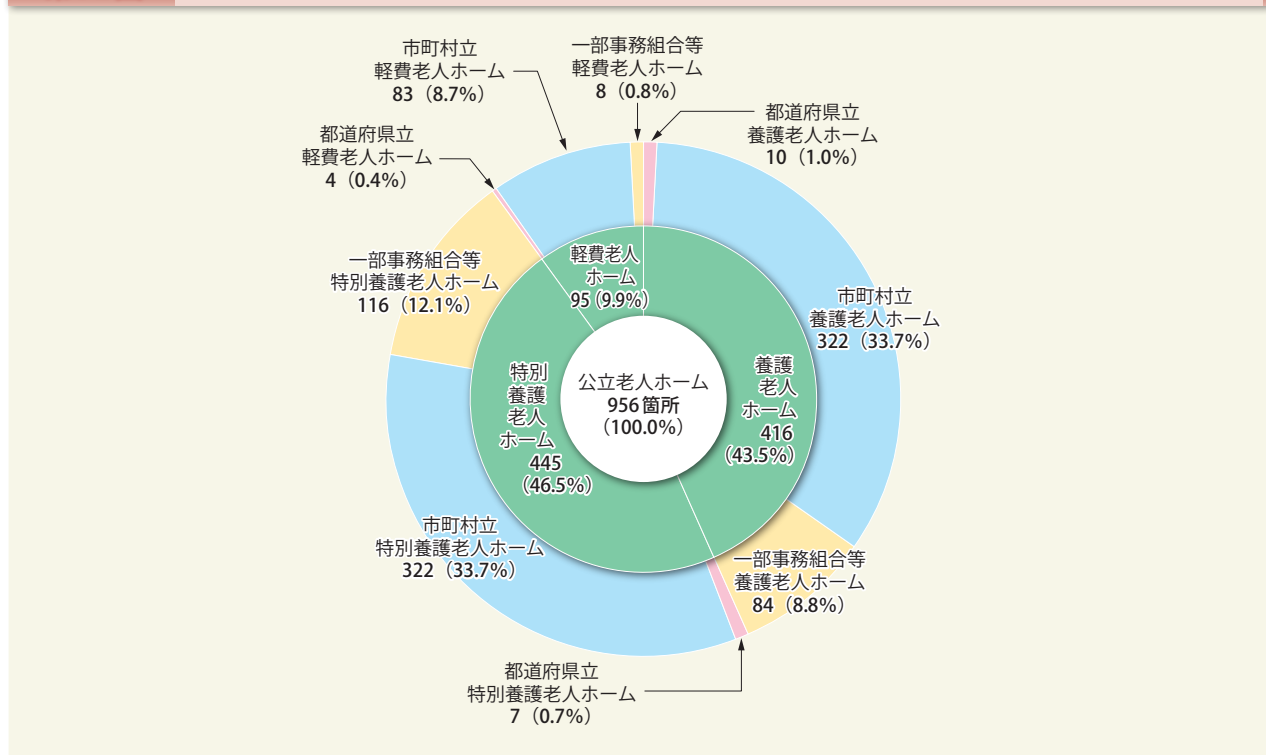 市町村立
軽費老人ホーム
83（8.7%）
一部事務組合等
軽費老人ホーム
8（0.8%）
都道府県立
養護老人ホーム
10（1.0%）
都道府県立
軽費老人ホーム
4（0.4%）
一部事務組合等
特別養護老人ホーム
116（12.1%）
軽費老人
ホーム
95（9.9%）
市町村立
養護老人ホーム
322（33.7%）
特別
養護
老人
ホーム
445
（46.5%）
公立老人ホーム
956箇所
（100.0%）
養護
老人
ホーム
416
（43.5%）
市町村立
特別養護老人ホーム
322（33.7%）
一部事務組合等
養護老人ホーム
84（8.8%）
都道府県立
特別養護老人ホーム
7（0.7%）